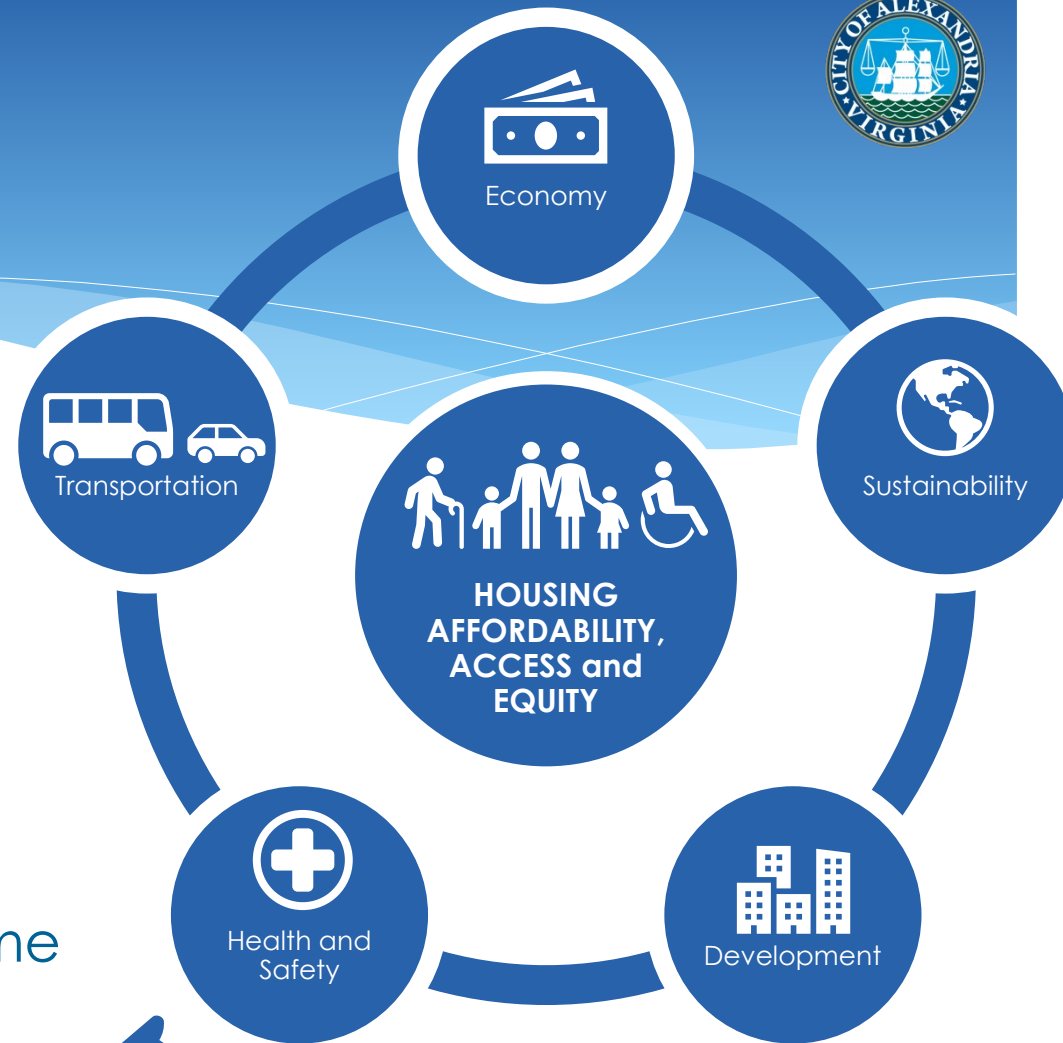 CITY OF ALEXANDRIA
VIRGINIA
Economy
Transportation
Sustainability
HOUSING
AFFORDABILITY,
ACCESS and
EQUITY
Health and
Safety
Development